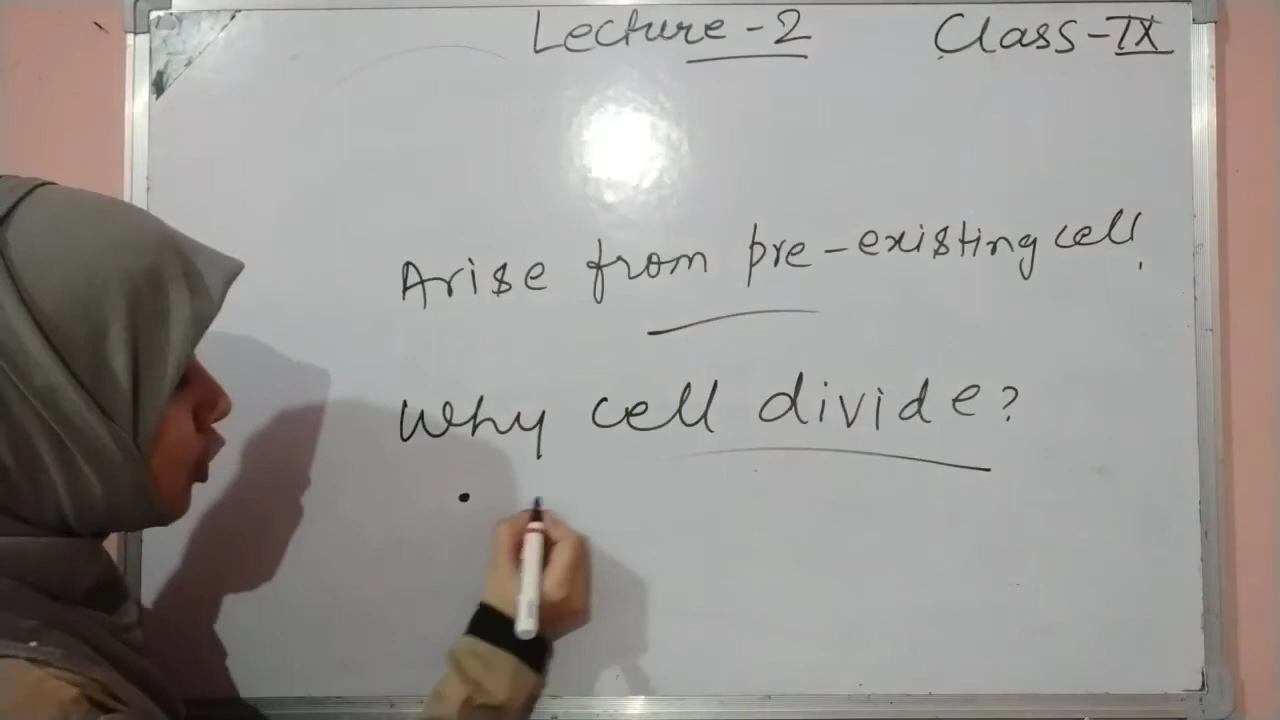 Lecture-2 Class-IX
Arise from pre-existing cell.
Why cell divide?
•